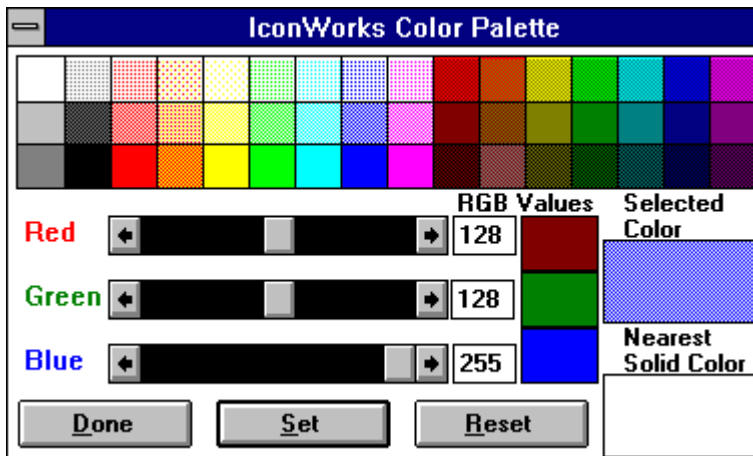 IconWorks Color Palette
RGB Values
Selected
Color
Red
128
Green
128
Nearest
Solid Color
Blue
255
Done
Set
Reset